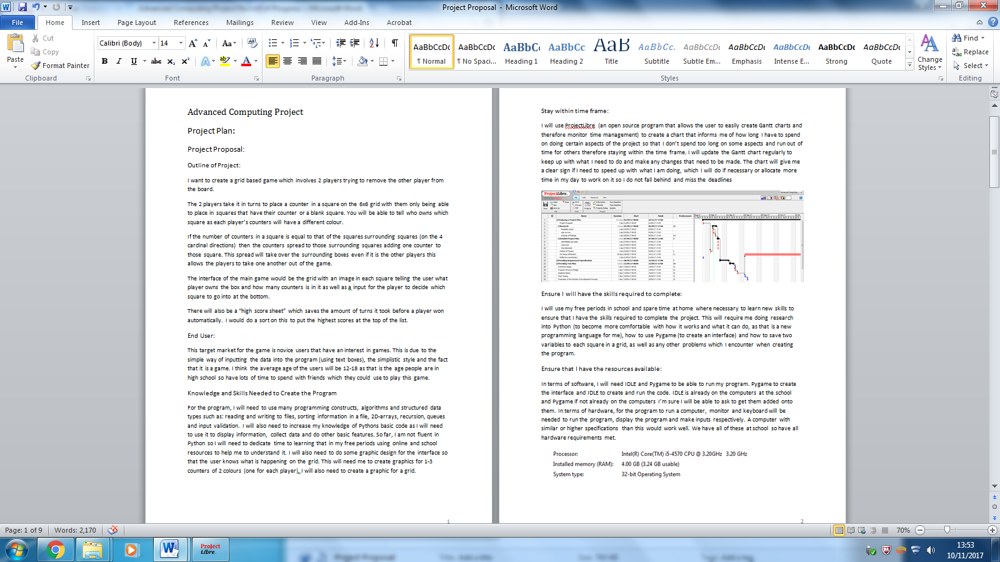 Project Proposal - Microsoft Word
File Home Insert Page Layout References Mailings Review View Add-Ins Acrobat
Paste
Cut
Copy
Format Painter
Clipboard
Calibri (Body) 14
Font
Paragraph
AaBbCcDc AaBbCcDc AaBbCc AaBbCc AaB AaBbCc. AaBbCcDc AaBbCcDc AaBbCcDc AaBbCcDc AaBbCcDc
¶ Normal ¶ No Spaci... Heading 1 Heading 2 Title Subtitle Subtle Em... Emphasis Intense E... Strong Quote
Styles
Change Styles
Find
Replace
Select
Editing
Advanced Computing Project
Project Plan:
Project Proposal:
Outline of Project:
I want to create a grid based game which involves 2 players trying to remove the other player from
the board.
The 2 players take it in turns to place a counter in a square on the 6x6 grid with them only being able
to place in squares that have their counter or a blank square. You will be able to tell who owns which
square as each player's counters will have a different colour.
If the number of counters in a square is equal to that of the squares surrounding squares (on the 4
cardinal directions) then the counters spread to those surrounding squares adding one counter to
those square. This spread will take over the surrounding boxes even if it is the other players this
allows the players to take one another out of the game.
The interface of the main game would be the grid with an image in each square telling the user what
player owns the box and how many counters is in it as well as a input for the player to decide which
square to go into at the bottom.
There will also be a "high score sheet" which saves the amount of turns it took before a player won
automatically. I would do a sort on this to put the highest scores at the top of the list.
End User:
This target market for the game is novice users that have an interest in games. This is due to the
simple way of inputting the data into the program (using text boxes), the simplistic style and the fact
that it is a game. I think the average age of the users will be 12-18 as that is the age people are in
high school so have lots of time to spend with friends which they could use to play this game.
Knowledge and Skills Needed to Create the Program
For the program, I will need to use many programming constructs, algorithms and structured data
types such as: reading and writing to files, sorting information in a file, 2D-arrays, recursion, queues
and input validation. I will also need to increase my knowledge of Pythons basic code as I will need
to use it to display information, collect data and do other basic features. So far, I am not fluent in
Python so I will need to dedicate time to learning that in my free periods using online and school
resources to help me to understand it. I will also need to do some graphic design for the interface so
that the user knows what is happening on the grid. This will need me to create graphics for 1-3
counters of 2 colours (one for each player), I will also need to create a graphic for a grid.
1
Stay within time frame:
I will use ProjectLibre (an open source program that allows the user to easily create Gantt charts and
therefore monitor time management) to create a chart that informs me of how long I have to spend
on doing certain aspects of the project so that I don't spend too long on some aspects and run out of
time for others therefore staying within the time frame. I will update the Gantt chart regularly to
keep up with what I need to do and make any changes that need to be made. The chart will give me
a clear sign if I need to speed up with what I am doing, which I will do if necessary or allocate more
time in my day to work on it so I do not fall behind and miss the deadlines
ProjectLibre.
Ensure I will have the skills required to complete:
I will use my free periods in school and spare time at home where necessary to learn new skills to
ensure that I have the skills required to complete the project. This will require me doing research
into Python (to become more comfortable with how it works and what it can do, as that is a new
programming language for me), how to use Pygame (to create an interface) and how to save two
variables to each square in a grid, as well as any other problems which I encounter when creating
the program.
Ensure that I have the resources available:
In terms of software, I will need IDLE and Pygame to be able to run my program. Pygame to create
the interface and IDLE to create and run the code. IDLE is already on the computers at the school
and Pygame if not already on the computers I'm sure I will be able to ask to get them added onto
them. In terms of hardware, for the program to run a computer, monitor and keyboard will be
needed to run the program, display the program and make inputs respectively. A computer with
similar or higher specifications than this would work well. We have all of these at school so have all
hardware requirements met.
Processor: Intel(R) Core(TM) i5-4570 CPU @ 3.20GHz 3.20 GHz
Installed memory (RAM): 4.00 GB (3.24 GB usable)
System type: 32-bit Operating System
2
Page: 1 of 9 Words: 2,170 70%
Project Libre.
13:53
10/11/2017